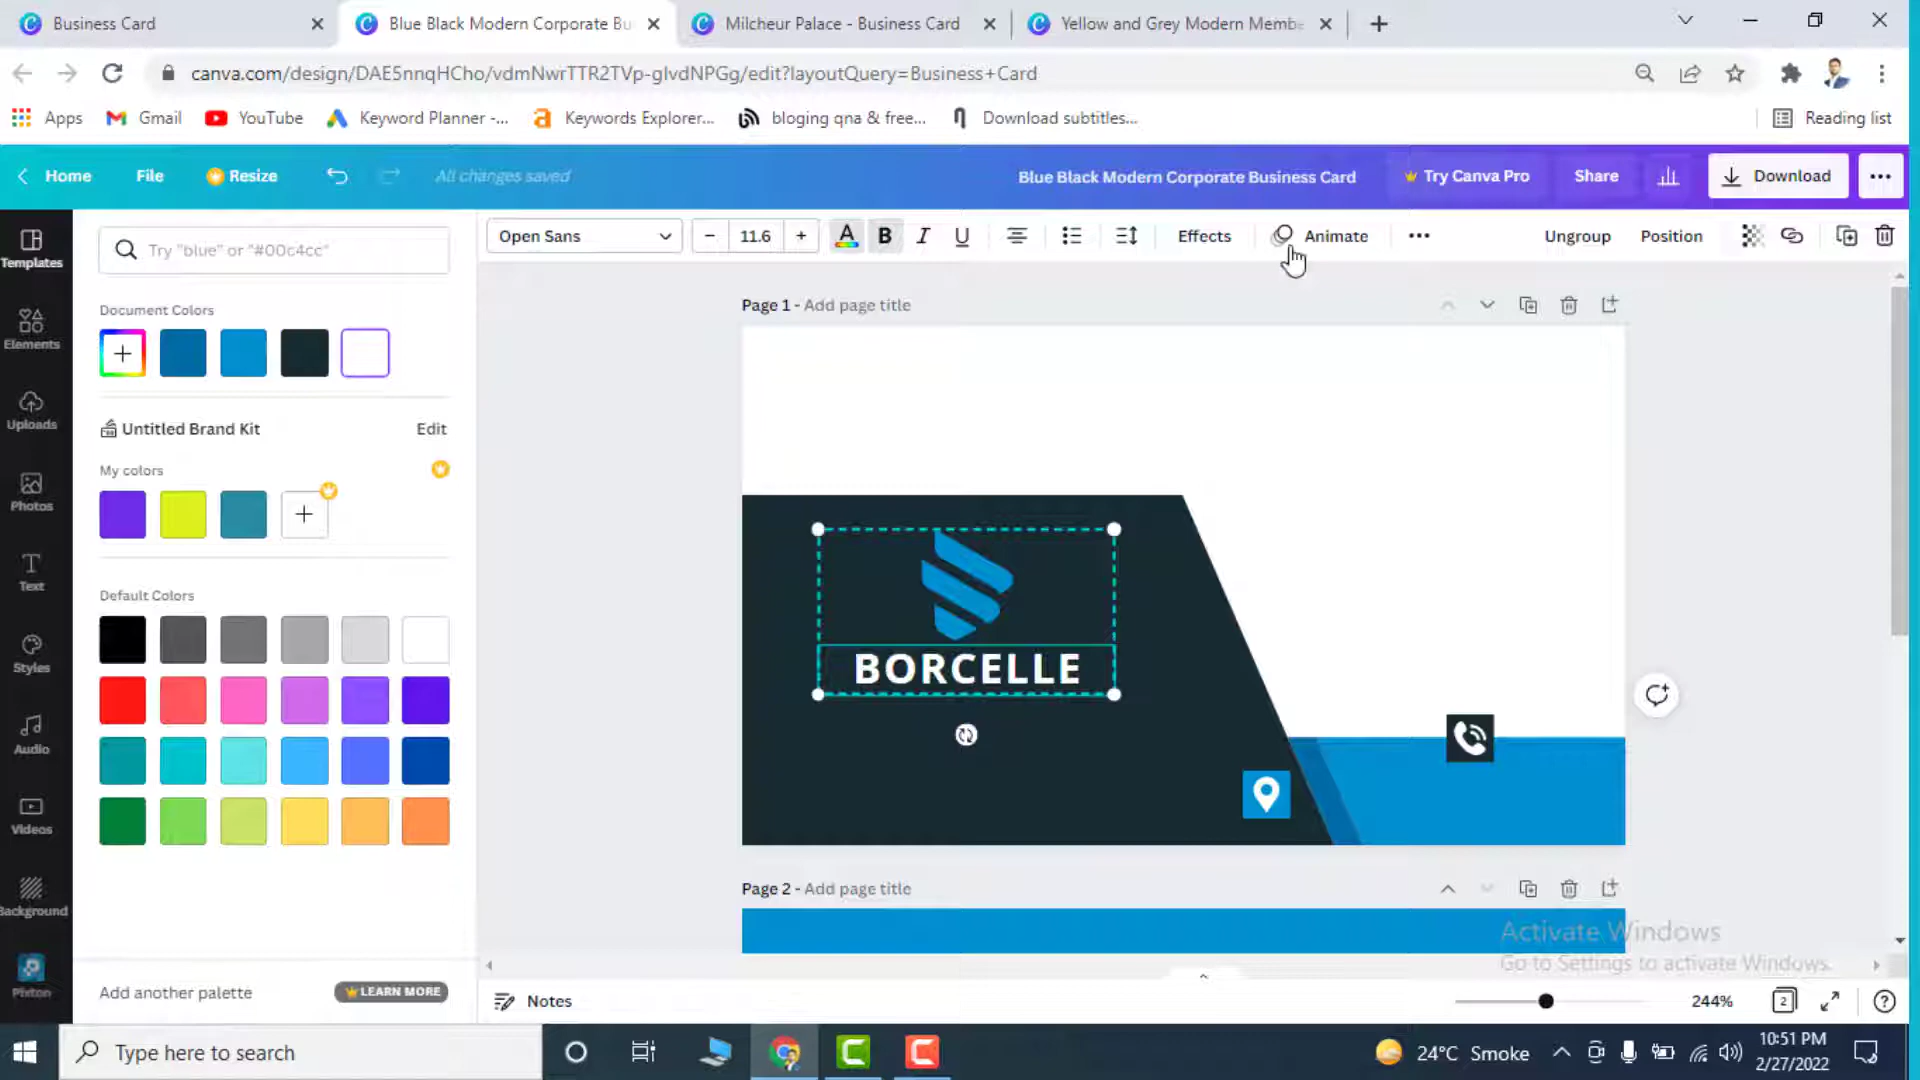 Business Card
Blue Black Modern Corporate Bu
Milcheur Palace - Business Card
Yellow and Grey Modern Membe
canva.com/design/DAE5nnqHCho/vdmNwrTTR2TVp-glvdNPGg/edit?layoutQuery=Business+Card
Apps Gmail YouTube Keyword Planner -... Keywords Explorer... bloging qna & free... Download subtitles... Reading list
Home File Resize All changes saved Blue Black Modern Corporate Business Card Try Canva Pro Share Download
Open Sans 11.6 A B I U Effects Animate Ungroup Position
Templates
Elements
Uploads
Photos
Text
Styles
Audio
Videos
Background
Pixton
Try "blue" or "#00c4cc"
Document Colors
Untitled Brand Kit Edit
My colors
Default Colors
Add another palette LEARN MORE
Page 1 - Add page title
BORCELLE
Page 2 - Add page title
Activate Windows
Go to Settings to activate Windows.
Notes 244% 2
Type here to search
24°C Smoke
10:51 PM
2/27/2022